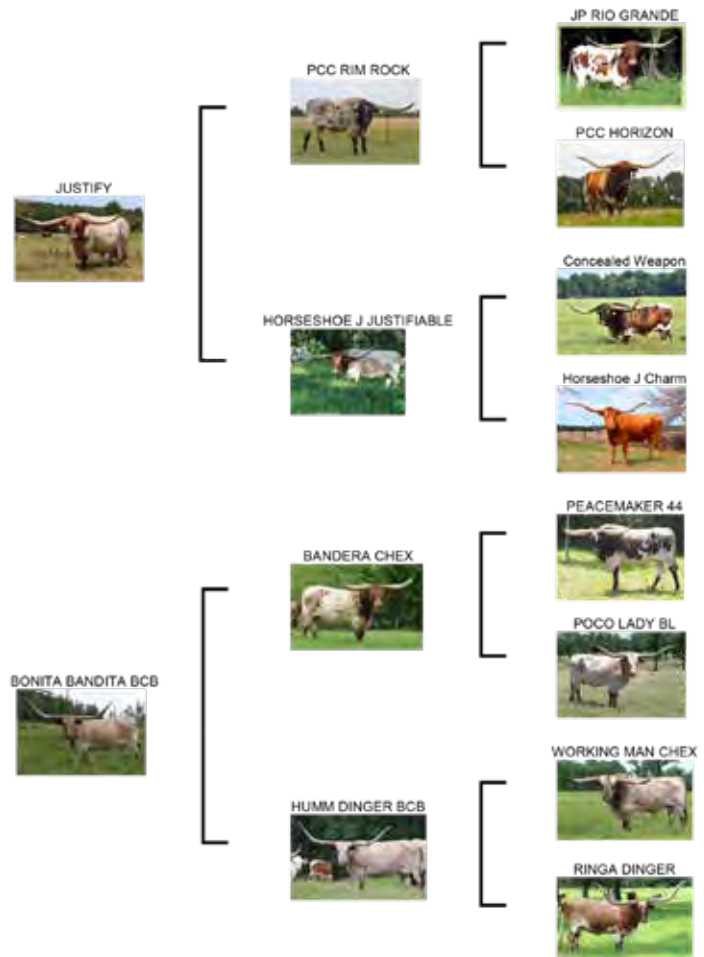 JP RIO GRANDE
PCC RIM ROCK
PCC HORIZON
JUSTIFY
Concealed Weapon
HORSESHOE J JUSTIFIABLE
Horseshoe J Charm
PEACEMAKER 44
BANDERA CHEX
POCO LADY BL
BONITA BANDITA BCB
WORKING MAN CHEX
HUMM DINGER BCB
RINGA DINGER